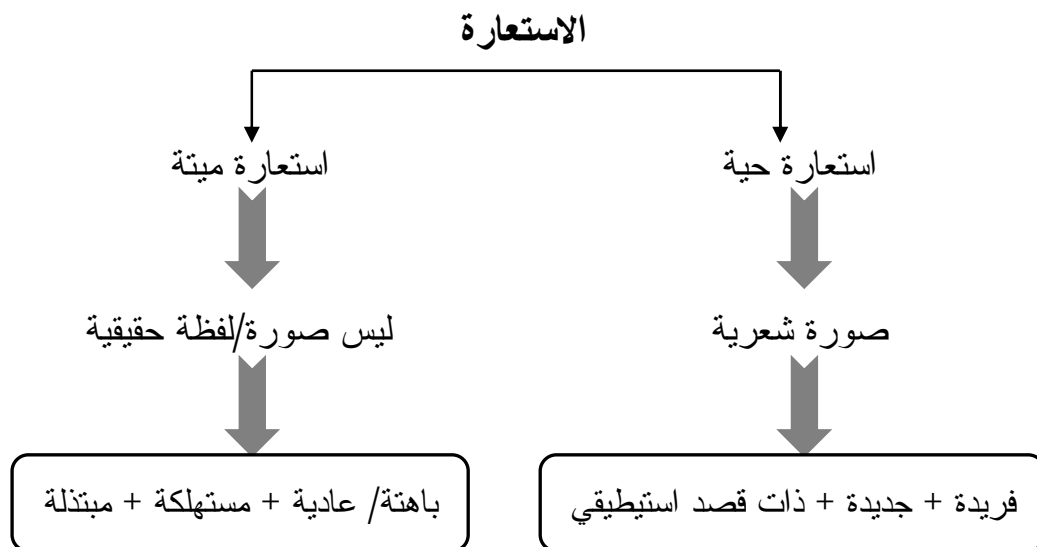 الاستعارة
استعارة حية
استعارة ميتة
صورة شعرية
ليس صورة/لفظة حقيقية
فريدة + جديدة + ذات قصد استيطيقي
باهتة/ عادية + مستهلكة + مبتذلة